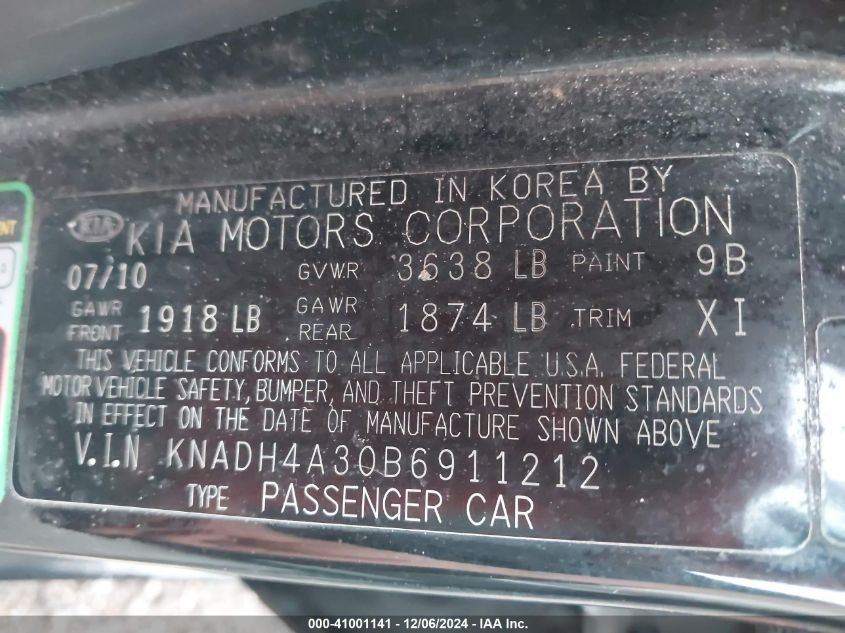 MANUFACTURED IN KOREA BY
KIA KIA MOTORS CORPORATION
07/10 GVWR 3638 LB PAINT 9B
GAWR FRONT 1918 LB GAWR REAR 1874 LB TRIM XI
THIS VEHICLE CONFORMS TO ALL APPLICABLE U.S.A. FEDERAL
MOTOR VEHICLE SAFETY, BUMPER, AND THEFT PREVENTION STANDARDS
IN EFFECT ON THE DATE OF MANUFACTURE SHOWN ABOVE
V.I.N KNADH4A30B6911212
TYPE PASSENGER CAR
000-41001141 - 12/06/2024 - IAA Inc.